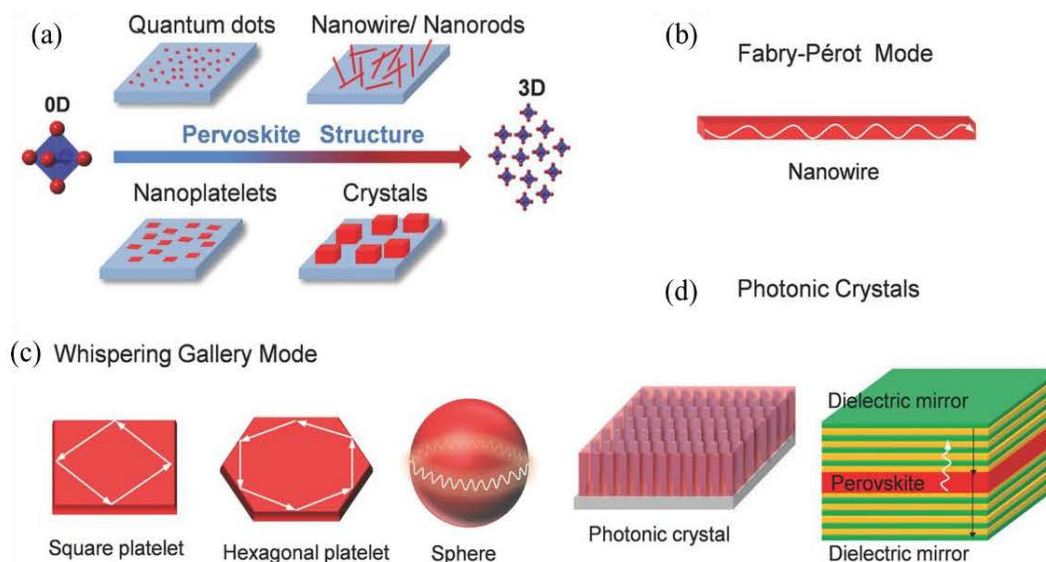 (a)
Quantum dots
Nanowire/ Nanorods
0D
3D
Pervoskite Structure
Nanoplatelets
Crystals
(b)
Fabry-Pérot Mode
Nanowire
(c) Whispering Gallery Mode
Square platelet
Hexagonal platelet
Sphere
(d) Photonic Crystals
Photonic crystal
Dielectric mirror
Perovskite
Dielectric mirror